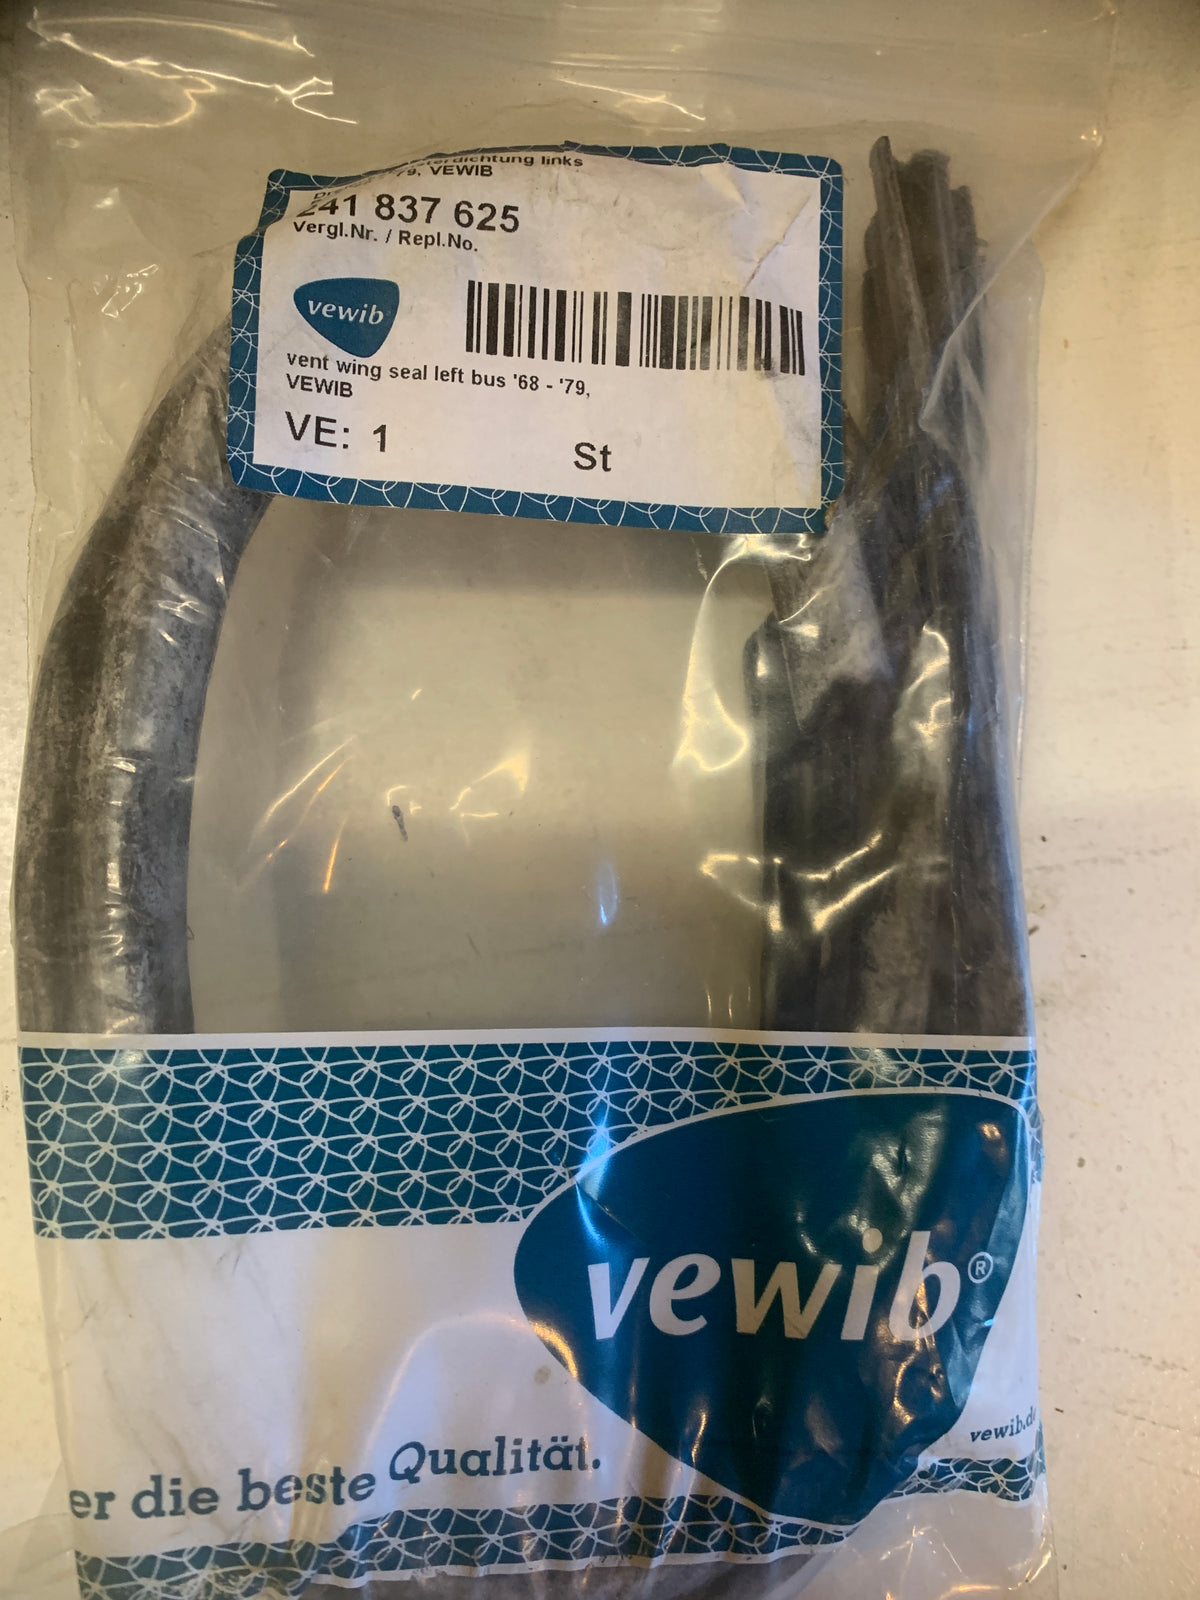 dichtung links
79, VEWIB
241 837 625
Vergl.Nr. / Repl.No.
vewib
vent wing seal left bus '68 - '79,
VEWIB
VE: 1
St
vewib®
vewib.de
er die beste Qualität.